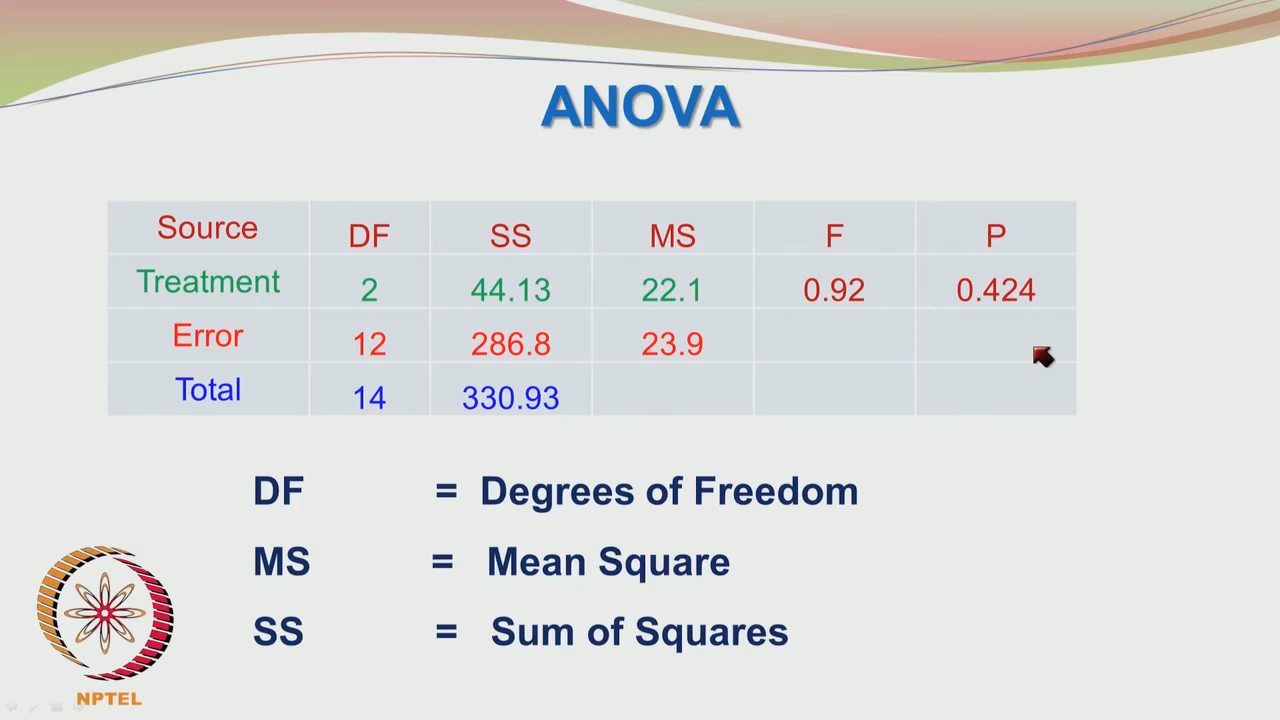 ANOVA
Source DF SS MS F P
Treatment 2 44.13 22.1 0.92 0.424
Error 12 286.8 23.9
Total 14 330.93
DF = Degrees of Freedom
MS = Mean Square
SS = Sum of Squares
NPTEL